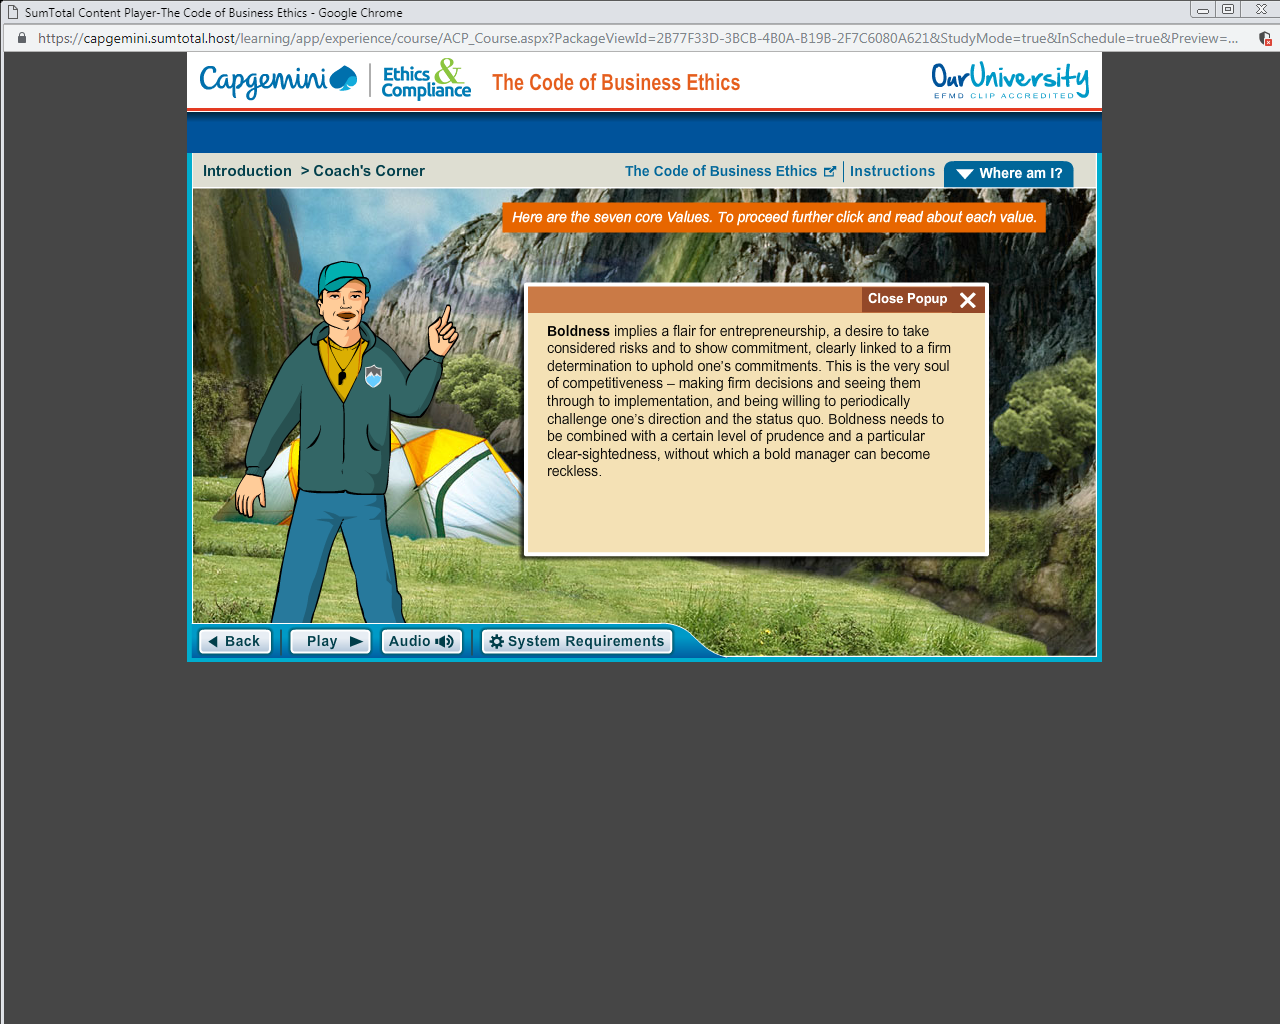 SumTotal Content Player-The Code of Business Ethics - Google Chrome
https://capgemini.sumtotal.host/learning/app/experience/course/ACP_Course.aspx?PackageViewId=2B77F33D-3BCB-4B0A-B19B-2F7C6080A621&StudyMode=true&InSchedule=true&Preview=...
Capgemini
Ethics &
Compliance
The Code of Business Ethics
OurUniversity
EFMD CLIP ACCREDITED
Introduction > Coach's Corner
The Code of Business Ethics
Instructions
Where am I?
Here are the seven core Values. To proceed further click and read about each value.
Close Popup
Boldness implies a flair for entrepreneurship, a desire to take
considered risks and to show commitment, clearly linked to a firm
determination to uphold one's commitments. This is the very soul
of competitiveness – making firm decisions and seeing them
through to implementation, and being willing to periodically
challenge one's direction and the status quo. Boldness needs to
be combined with a certain level of prudence and a particular
clear-sightedness, without which a bold manager can become
reckless.
Back
Play
Audio
System Requirements